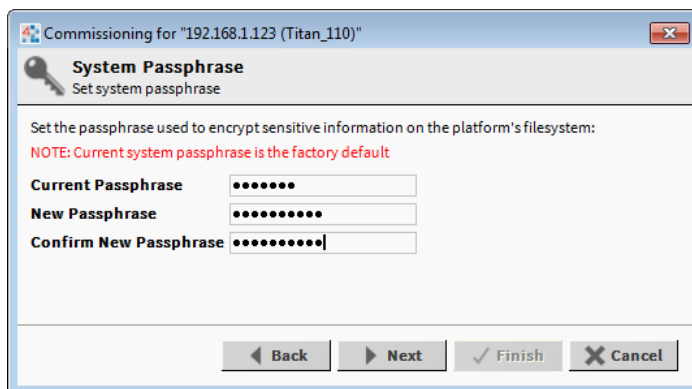 Commissioning for "192.168.1.123 (Titan_110)"
System Passphrase
Set system passphrase
Set the passphrase used to encrypt sensitive information on the platform's filesystem:
NOTE: Current system passphrase is the factory default
Current Passphrase •••••••
New Passphrase ••••••••••
Confirm New Passphrase ••••••••••
Back Next Finish Cancel